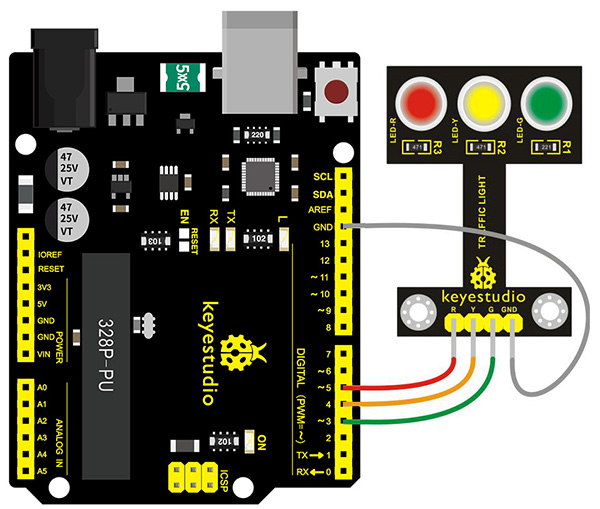 5x5
47
25V
VT
47
25V
VT
220
SCL
SDA
AREF
GND
13
12
~ 11
~ 10
~ 9
8
EN
RESET
RX
TX
L
103
102
IOREF
RESET
3V3
5V
GND
GND
VIN
POWER
328P-PU
keyestudio
DIGITAL (PWM=~)
7
~ 6
~ 5
4
~ 3
2
TX 1
RX 0
A0
A1
A2
A3
A4
A5
ANALOG IN
102
ON
ICSP
LED-R
LED-Y
LED-G
471
R3
471
R2
221
R1
TRAFFIC LIGHT
keyestudio
R Y G GND